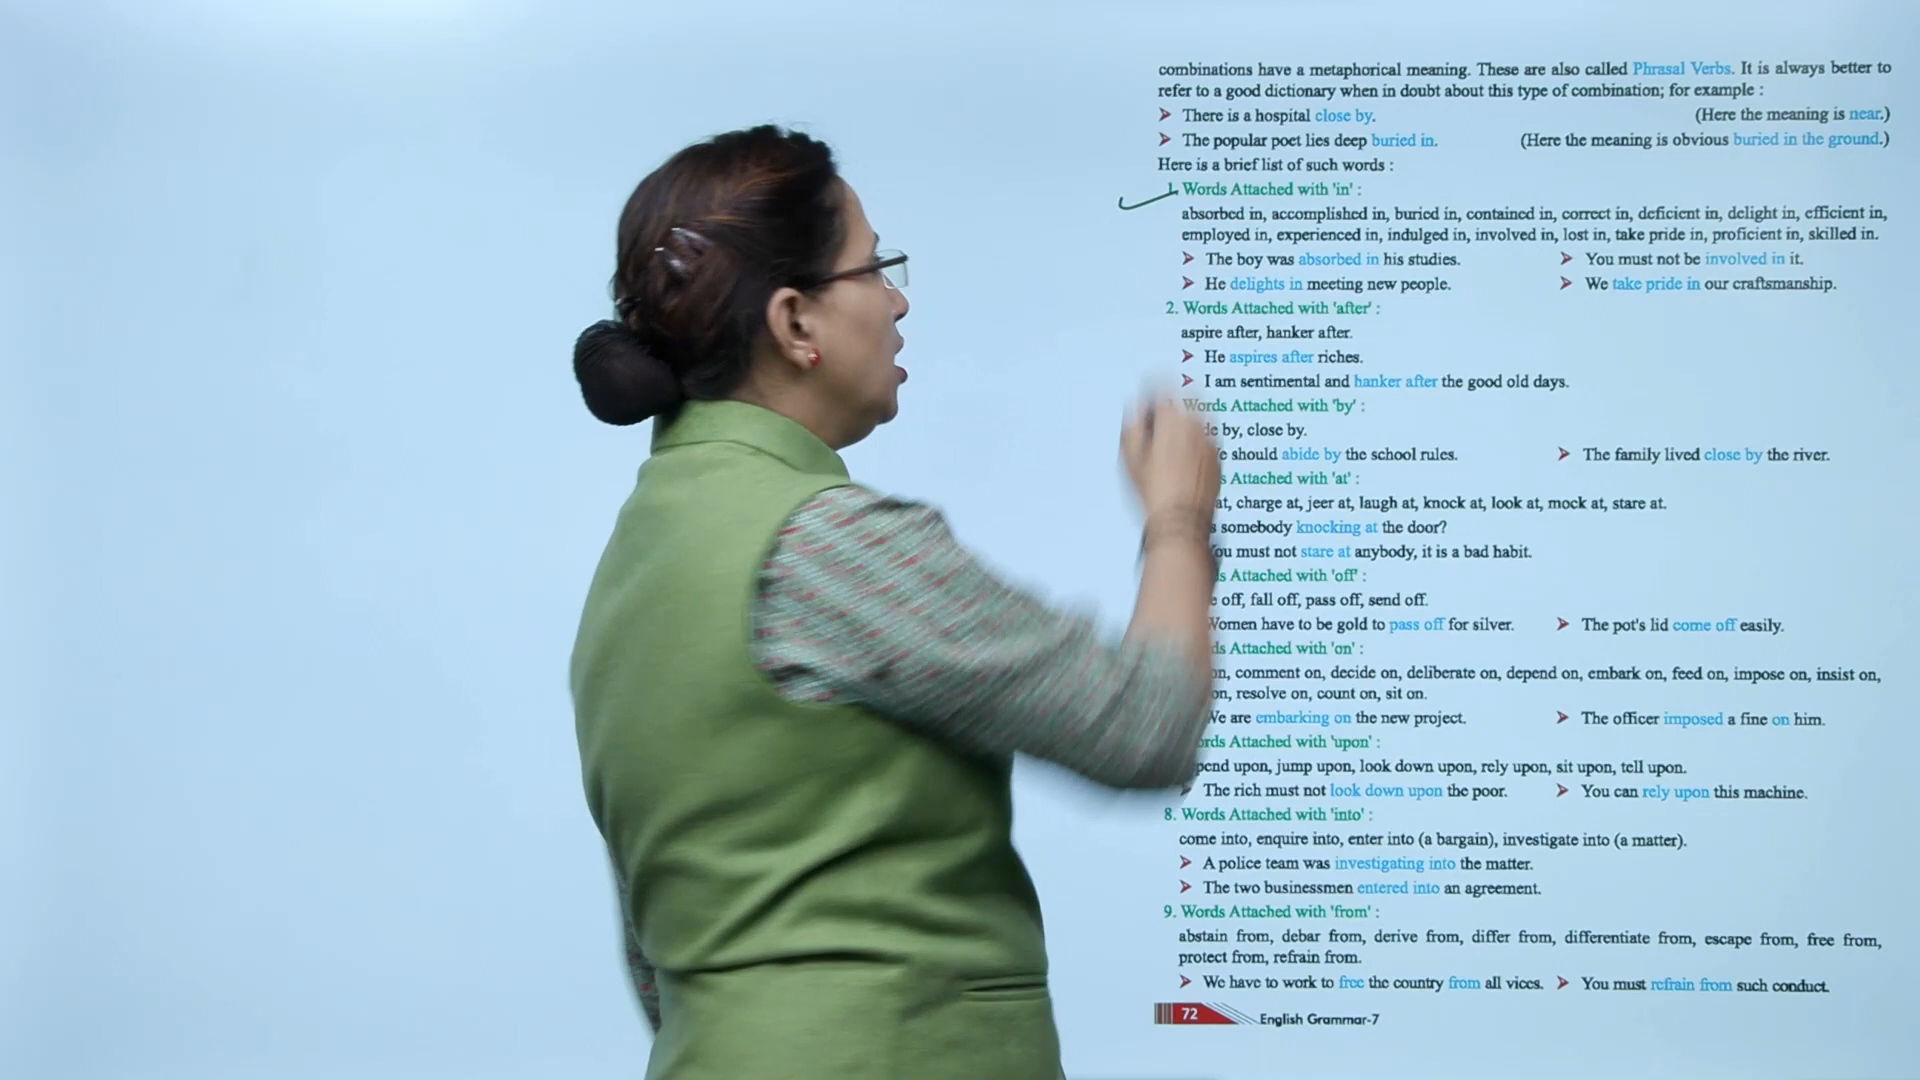 combinations have a metaphorical meaning. These are also called Phrasal Verbs. It is always better to
refer to a good dictionary when in doubt about this type of combination; for example :
➤ There is a hospital close by. (Here the meaning is near.)
➤ The popular poet lies deep buried in. (Here the meaning is obvious buried in the ground.)
Here is a brief list of such words :
1. Words Attached with 'in' :
absorbed in, accomplished in, buried in, contained in, correct in, deficient in, delight in, efficient in,
employed in, experienced in, indulged in, involved in, lost in, take pride in, proficient in, skilled in.
➤ The boy was absorbed in his studies. ➤ You must not be involved in it.
➤ He delights in meeting new people. ➤ We take pride in our craftsmanship.
2. Words Attached with 'after' :
aspire after, hanker after.
➤ He aspires after riches.
➤ I am sentimental and hanker after the good old days.
Words Attached with 'by' :
by, close by.
should abide by the school rules. ➤ The family lived close by the river.
Attached with 'at' :
at, charge at, jeer at, laugh at, knock at, look at, mock at, stare at.
somebody knocking at the door?
You must not stare at anybody, it is a bad habit.
Attached with 'off' :
off, fall off, pass off, send off.
Women have to be gold to pass off for silver. ➤ The pot's lid come off easily.
Attached with 'on' :
on, comment on, decide on, deliberate on, depend on, embark on, feed on, impose on, insist on,
on, resolve on, count on, sit on.
We are embarking on the new project. ➤ The officer imposed a fine on him.
Words Attached with 'upon' :
upon, jump upon, look down upon, rely upon, sit upon, tell upon.
➤ The rich must not look down upon the poor. ➤ You can rely upon this machine.
8. Words Attached with 'into' :
come into, enquire into, enter into (a bargain), investigate into (a matter).
➤ A police team was investigating into the matter.
➤ The two businessmen entered into an agreement.
9. Words Attached with 'from' :
abstain from, debar from, derive from, differ from, differentiate from, escape from, free from,
protect from, refrain from.
➤ We have to work to free the country from all vices. ➤ You must refrain from such conduct.
72 English Grammar-7